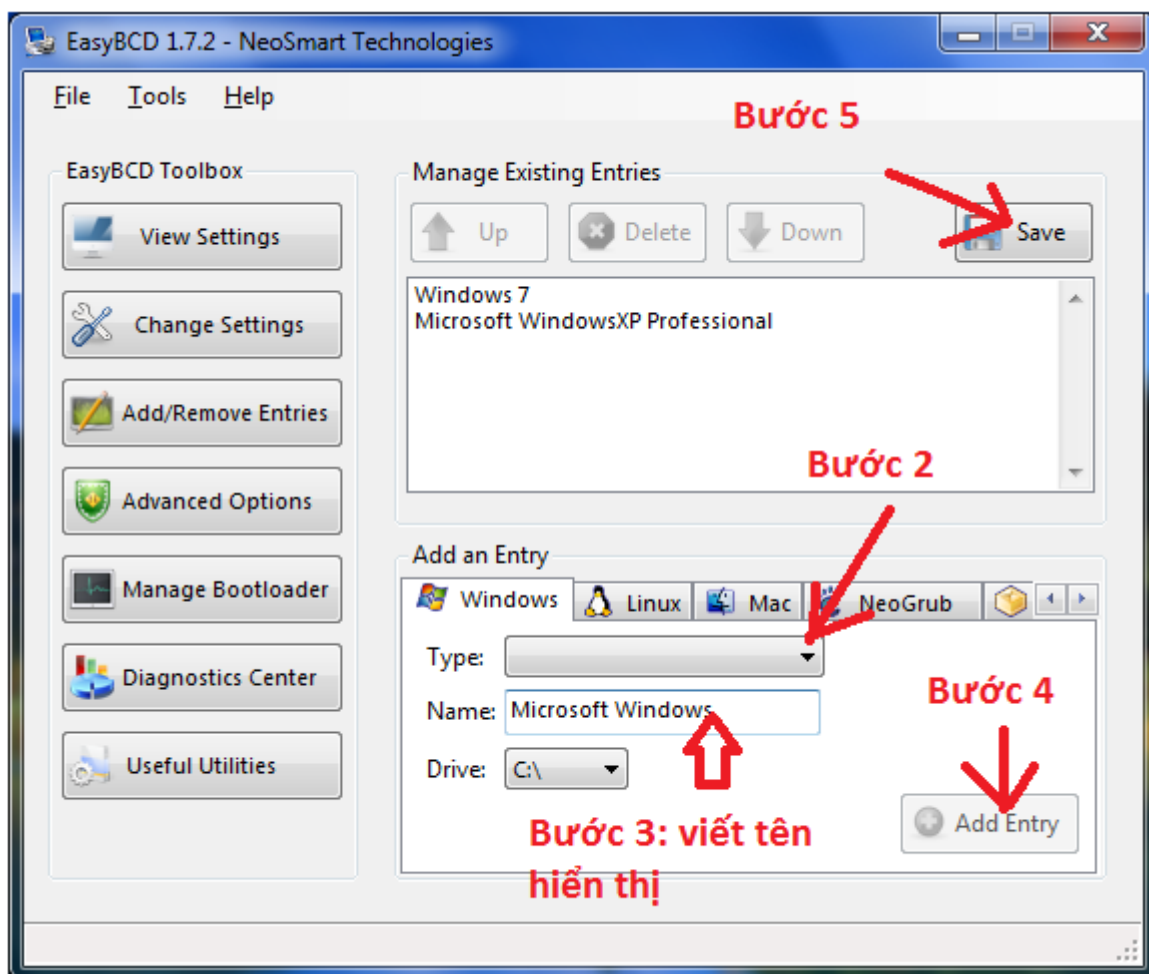 EasyBCD 1.7.2 - NeoSmart Technologies
File Tools Help
Bước 5
EasyBCD Toolbox
View Settings
Change Settings
Add/Remove Entries
Advanced Options
Manage Bootloader
Diagnostics Center
Useful Utilities
Manage Existing Entries
Up Delete Down Save
Windows 7
Microsoft WindowsXP Professional
Bước 2
Add an Entry
Windows Linux Mac NeoGrub
Type:
Name: Microsoft Windows
Drive: C:\
Bước 4
Add Entry
Bước 3: viết tên
hiển thị